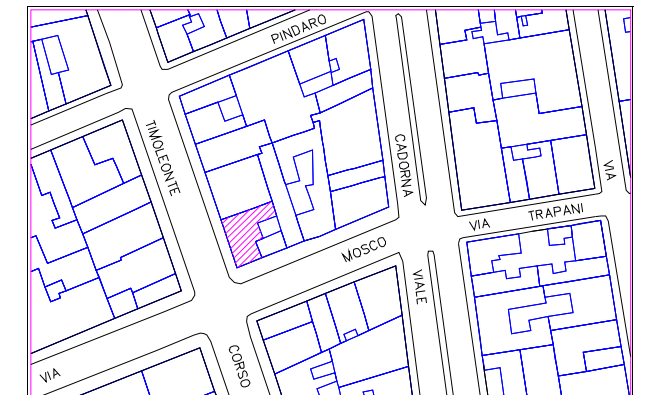 PINDARO
TIMOLEONTE
CADORNA
VIA
VIA TRAPANI
MOSCO
VIALE
VIA
CORSO